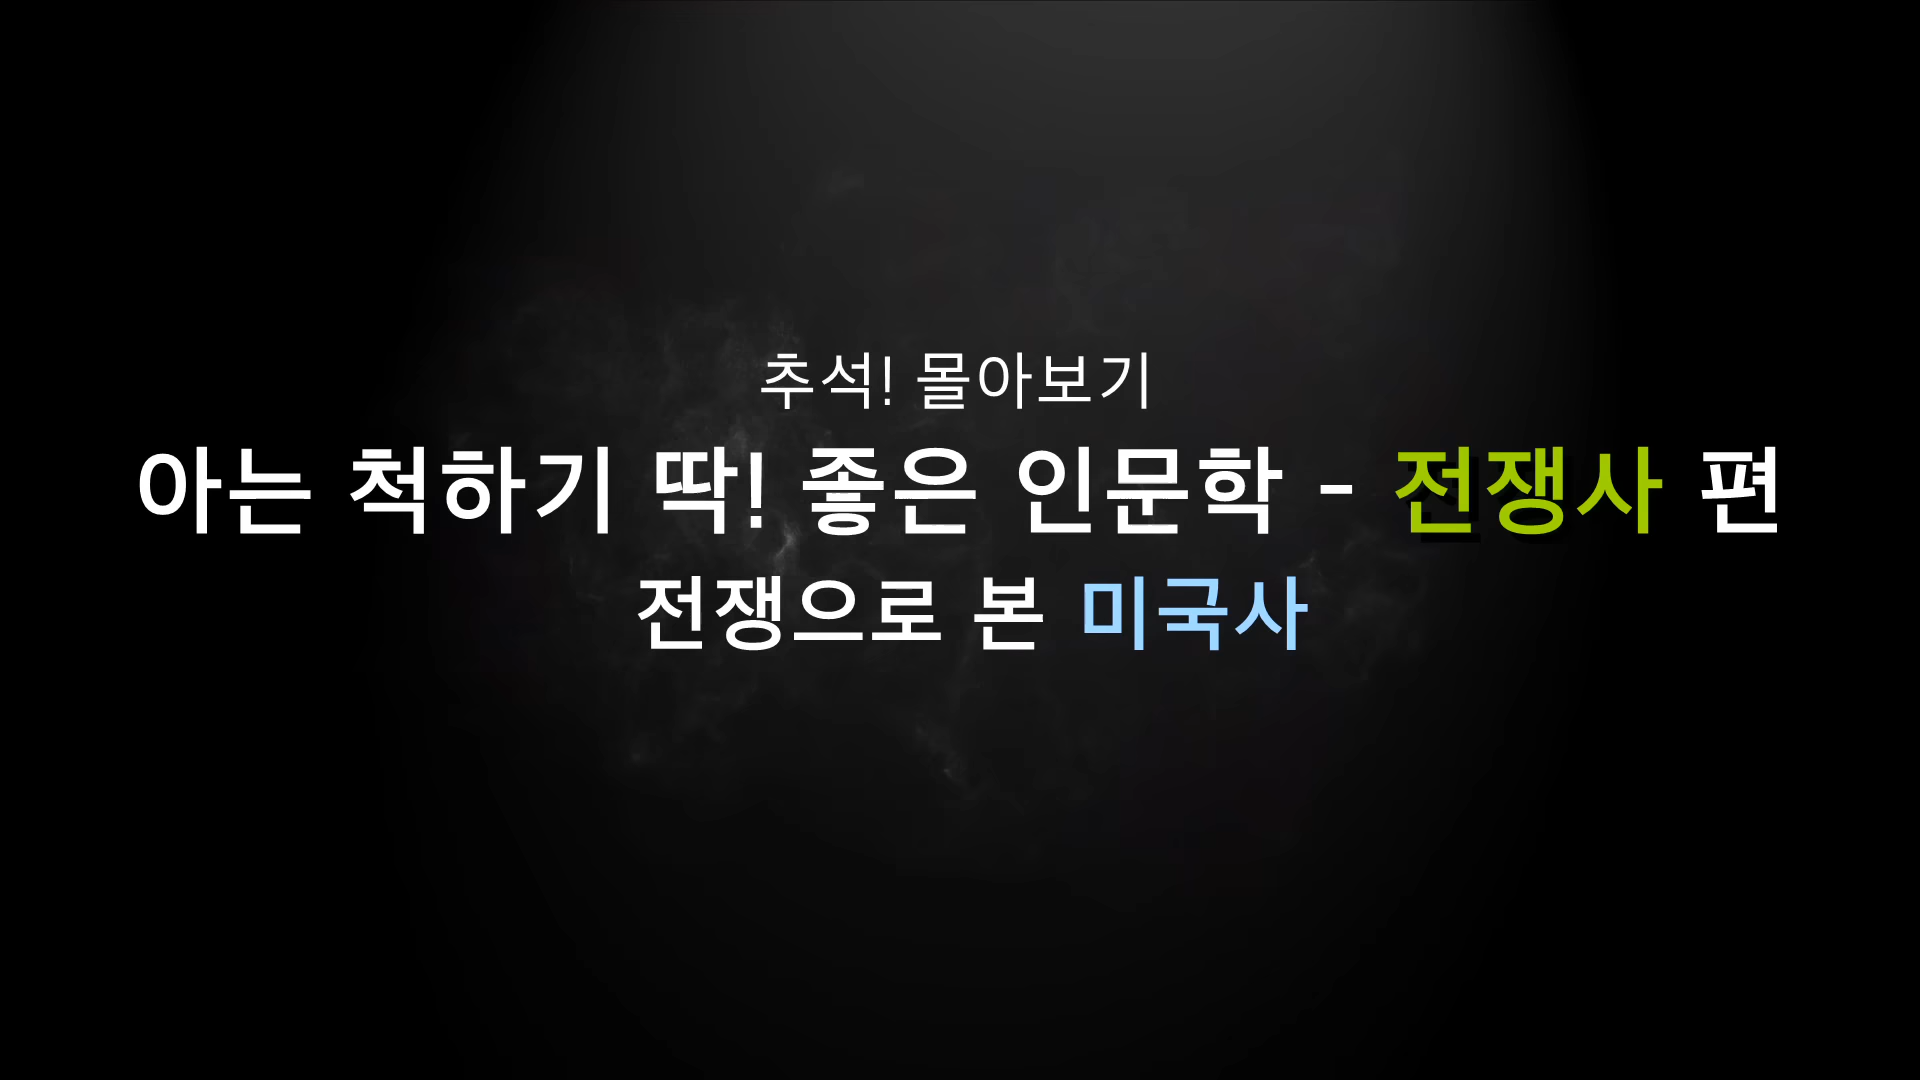 추석! 몰아보기
아는 척하기 딱! 좋은 인문학 - 전쟁사 편
전쟁으로 본 미국사